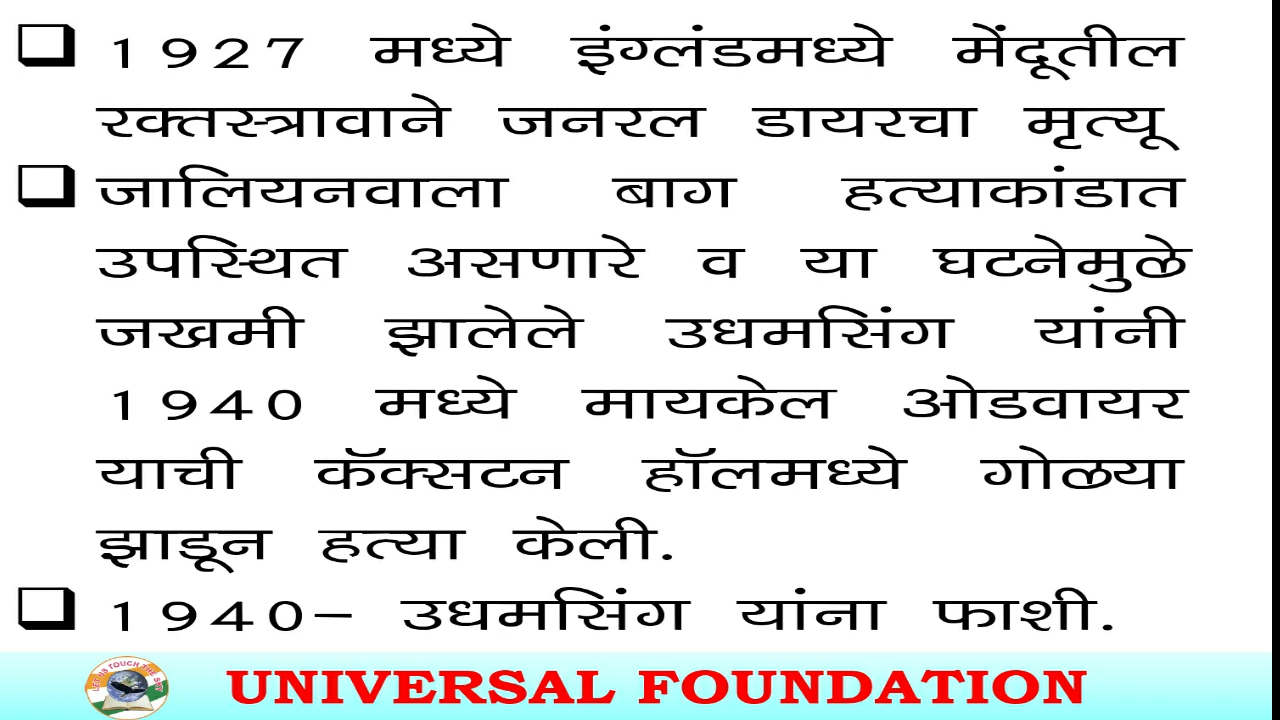 1927 मध्ये इंग्लंडमध्ये मेंदूतील
रक्तस्त्रावाने जनरल डायरचा मृत्यू
जालियनवाला बाग हत्याकांडात
उपस्थित असणारे व या घटनेमुळे
जखमी झालेले उधमसिंग यांनी
1940 मध्ये मायकेल ओडवायर
याची कॅक्सटन हॉलमध्ये गोळ्या
झाडून हत्या केली.
1940– उधमसिंग यांना फाशी.
UNIVERSAL FOUNDATION